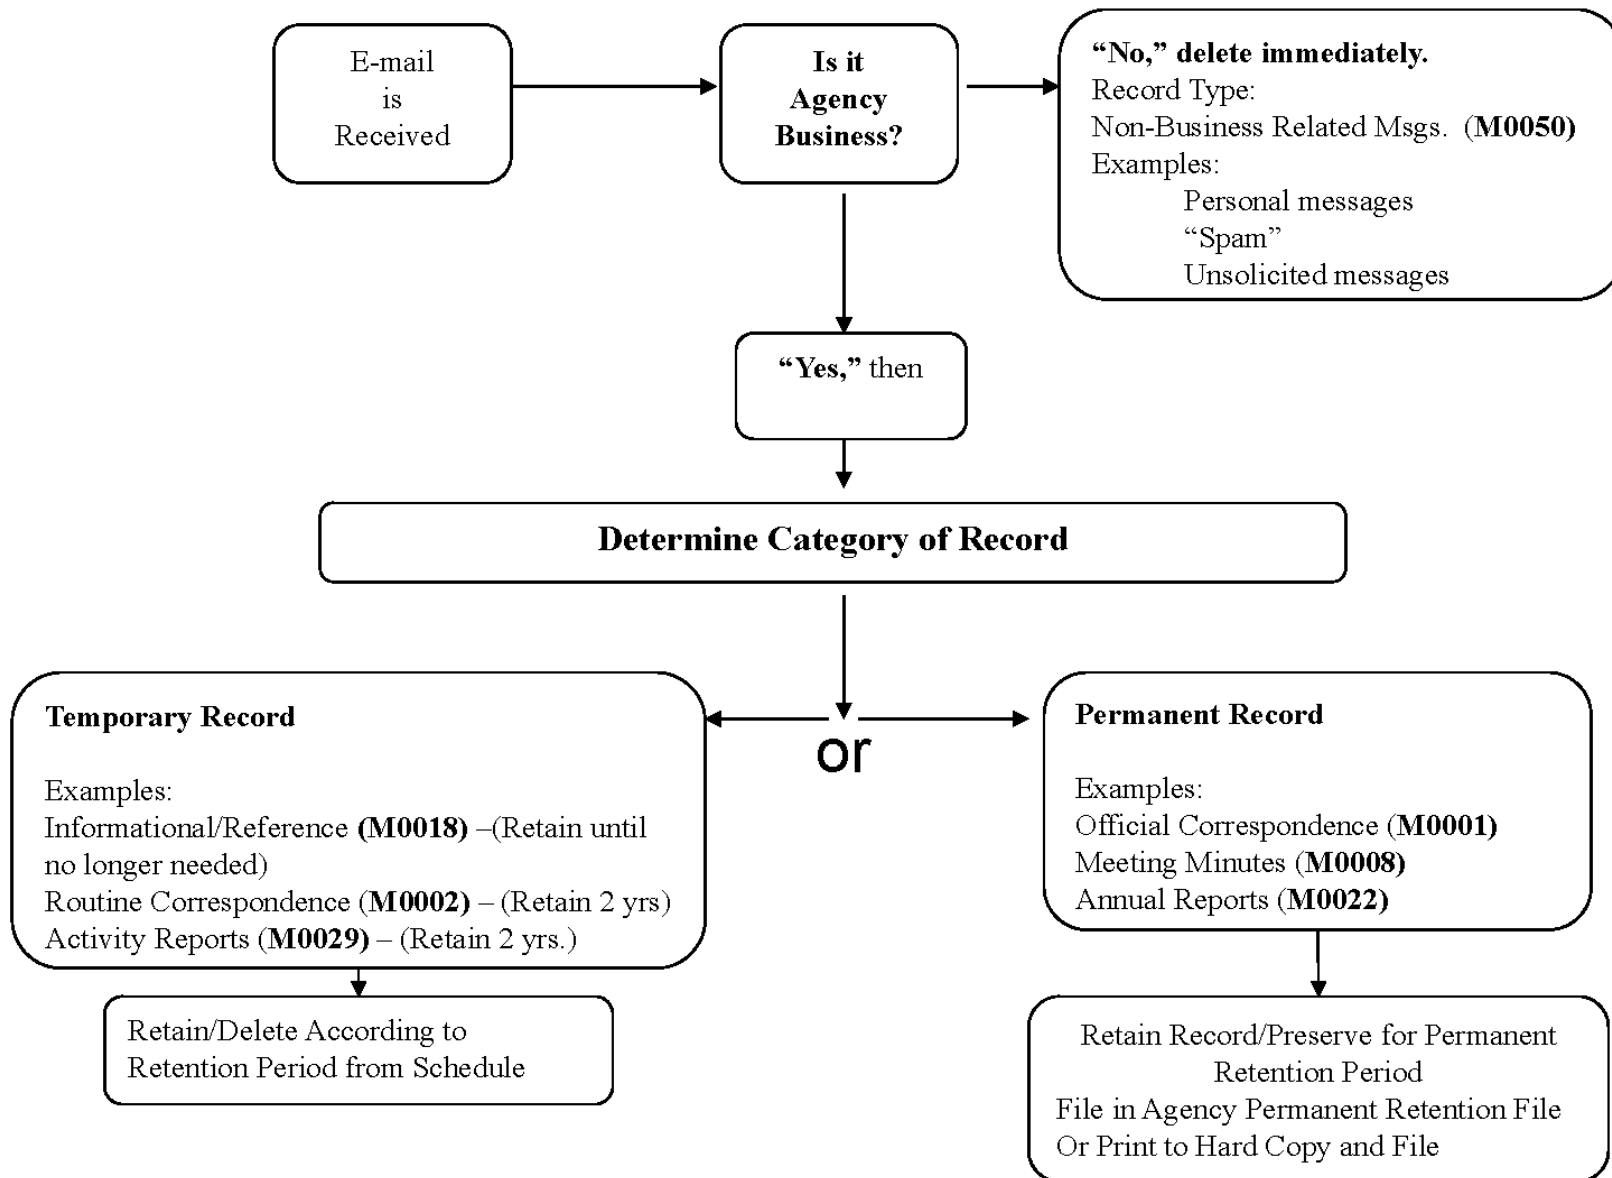 E-mail
is
Received
Is it
Agency
Business?
“No,” delete immediately.
Record Type:
Non-Business Related Msgs.  (M0050)
Examples:
Personal messages
“Spam”
Unsolicited messages
“Yes,” then
Determine Category of Record
or
Temporary Record
Examples:
Informational/Reference (M0018) –(Retain until
no longer needed)
Routine Correspondence (M0002) – (Retain 2 yrs)
Activity Reports (M0029) – (Retain 2 yrs.)
Permanent Record
Examples:
Official Correspondence (M0001)
Meeting Minutes (M0008)
Annual Reports (M0022)
Retain/Delete According to
Retention Period from Schedule
Retain Record/Preserve for Permanent
Retention Period
File in Agency Permanent Retention File
Or Print to Hard Copy and File